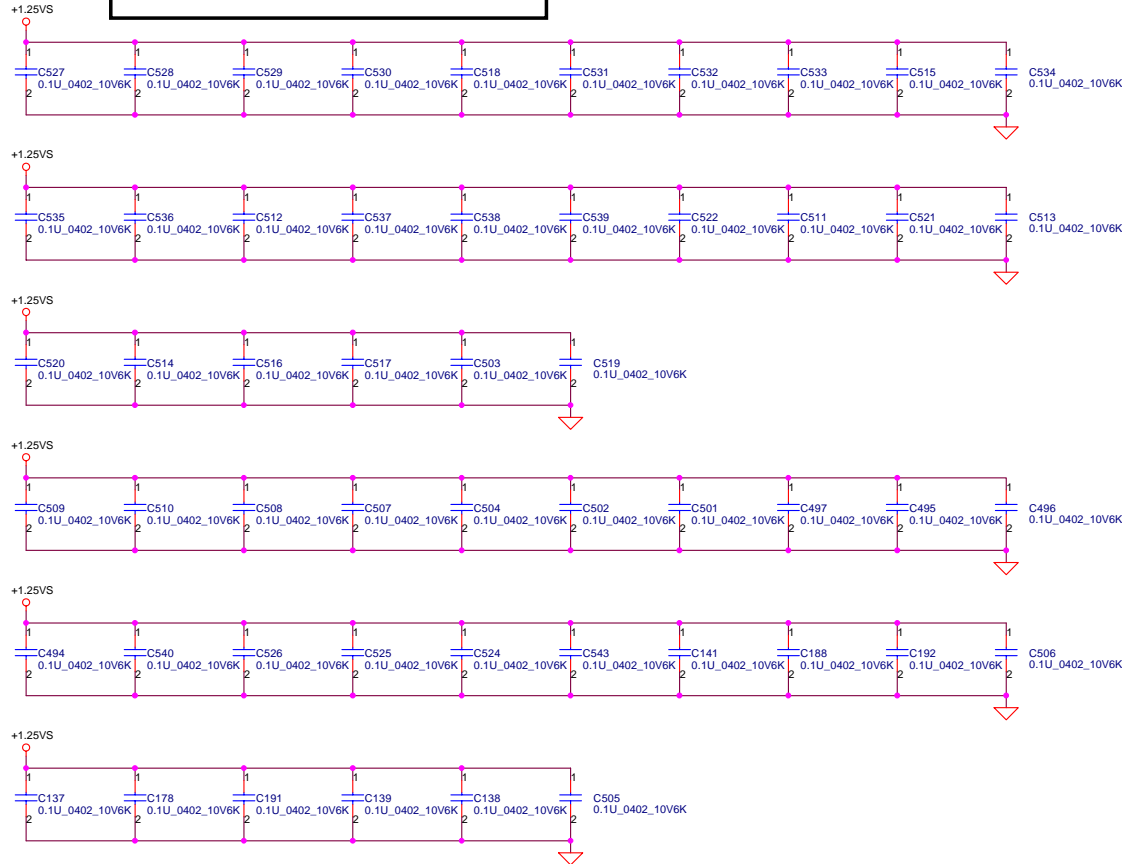 +1.25VS
1 1 1 1 1 1 1 1 1 1
C527 C528 C529 C530 C518 C531 C532 C533 C515 C534
0.1U_0402_10V6K 0.1U_0402_10V6K 0.1U_0402_10V6K 0.1U_0402_10V6K 0.1U_0402_10V6K 0.1U_0402_10V6K 0.1U_0402_10V6K 0.1U_0402_10V6K 0.1U_0402_10V6K 0.1U_0402_10V6K
2 2 2 2 2 2 2 2 2 2
+1.25VS
1 1 1 1 1 1 1 1 1 1
C535 C536 C512 C537 C538 C539 C522 C511 C521 C513
0.1U_0402_10V6K 0.1U_0402_10V6K 0.1U_0402_10V6K 0.1U_0402_10V6K 0.1U_0402_10V6K 0.1U_0402_10V6K 0.1U_0402_10V6K 0.1U_0402_10V6K 0.1U_0402_10V6K 0.1U_0402_10V6K
2 2 2 2 2 2 2 2 2 2
+1.25VS
1 1 1 1 1 1
C520 C514 C516 C517 C503 C519
0.1U_0402_10V6K 0.1U_0402_10V6K 0.1U_0402_10V6K 0.1U_0402_10V6K 0.1U_0402_10V6K 0.1U_0402_10V6K
2 2 2 2 2 2
+1.25VS
1 1 1 1 1 1 1 1 1 1
C509 C510 C508 C507 C504 C502 C501 C497 C495 C496
0.1U_0402_10V6K 0.1U_0402_10V6K 0.1U_0402_10V6K 0.1U_0402_10V6K 0.1U_0402_10V6K 0.1U_0402_10V6K 0.1U_0402_10V6K 0.1U_0402_10V6K 0.1U_0402_10V6K 0.1U_0402_10V6K
2 2 2 2 2 2 2 2 2 2
+1.25VS
1 1 1 1 1 1 1 1 1 1
C494 C540 C526 C525 C524 C543 C141 C188 C192 C506
0.1U_0402_10V6K 0.1U_0402_10V6K 0.1U_0402_10V6K 0.1U_0402_10V6K 0.1U_0402_10V6K 0.1U_0402_10V6K 0.1U_0402_10V6K 0.1U_0402_10V6K 0.1U_0402_10V6K 0.1U_0402_10V6K
2 2 2 2 2 2 2 2 2 2
+1.25VS
1 1 1 1 1 1
C137 C178 C191 C139 C138 C505
0.1U_0402_10V6K 0.1U_0402_10V6K 0.1U_0402_10V6K 0.1U_0402_10V6K 0.1U_0402_10V6K 0.1U_0402_10V6K
2 2 2 2 2 2